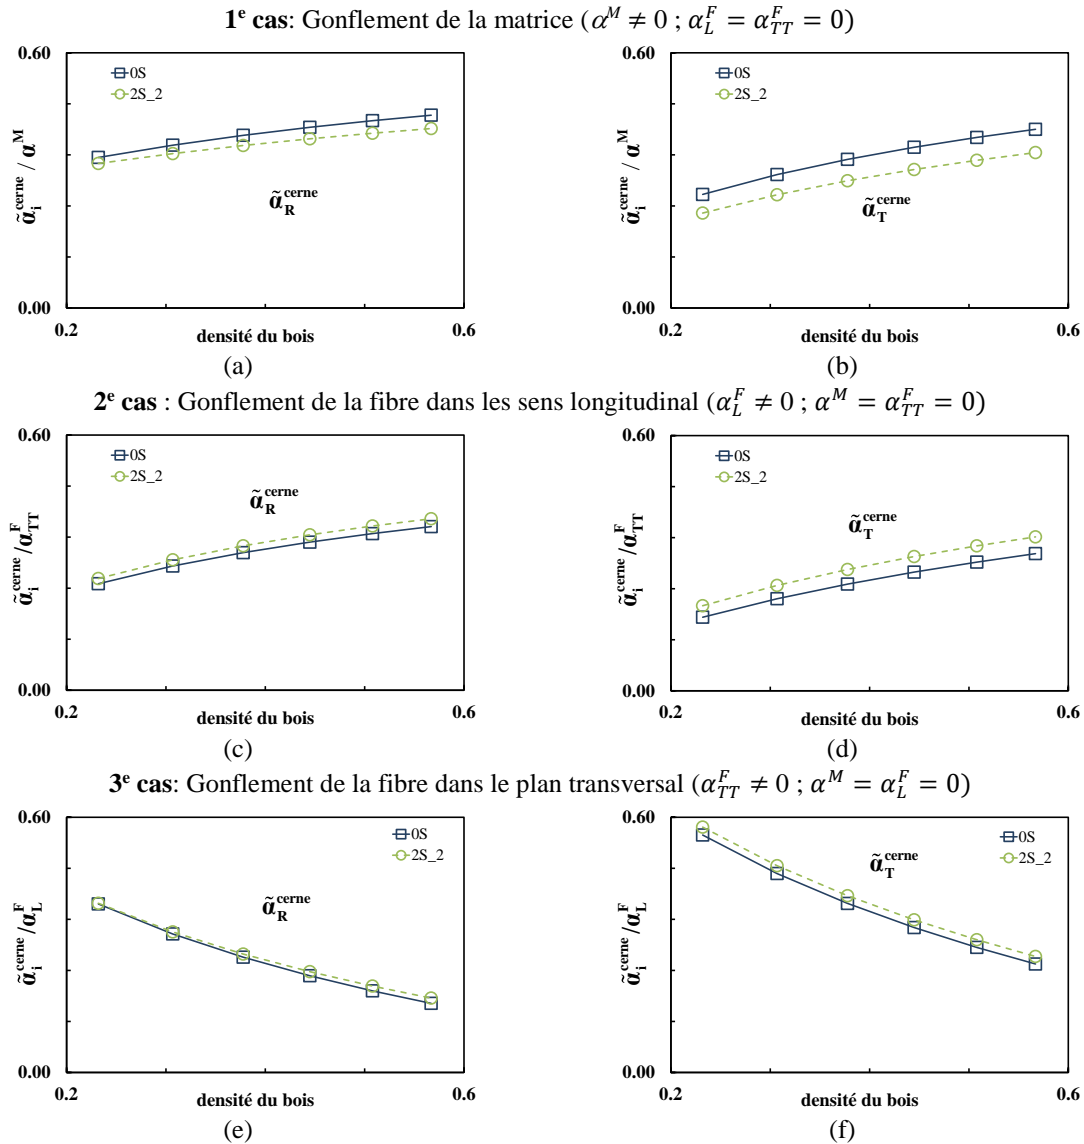 1ᵉ cas: Gonflement de la matrice (αᴹ ≠ 0 ; α_L^F = α_TT^F = 0)
0.60
0S
2S_2
α̃_i^cerne / α^M
α̃_R^cerne
0.00
0.2
0.6
densité du bois
(a)
0.60
0S
2S_2
α̃_i^cerne / α^M
α̃_T^cerne
0.00
0.2
0.6
densité du bois
(b)
2ᵉ cas : Gonflement de la fibre dans les sens longitudinal (α_L^F ≠ 0 ; α^M = α_TT^F = 0)
0.60
0S
2S_2
α̃_i^cerne /α_TT^F
α̃_R^cerne
0.00
0.2
0.6
densité du bois
(c)
0.60
0S
2S_2
α̃_i^cerne /α_TT^F
α̃_T^cerne
0.00
0.2
0.6
densité du bois
(d)
3ᵉ cas: Gonflement de la fibre dans le plan transversal (α_TT^F ≠ 0 ; α^M = α_L^F = 0)
0.60
0S
2S_2
α̃_i^cerne /α_L^F
α̃_R^cerne
0.00
0.2
0.6
densité du bois
(e)
0.60
0S
2S_2
α̃_i^cerne /α_L^F
α̃_T^cerne
0.00
0.2
0.6
densité du bois
(f)